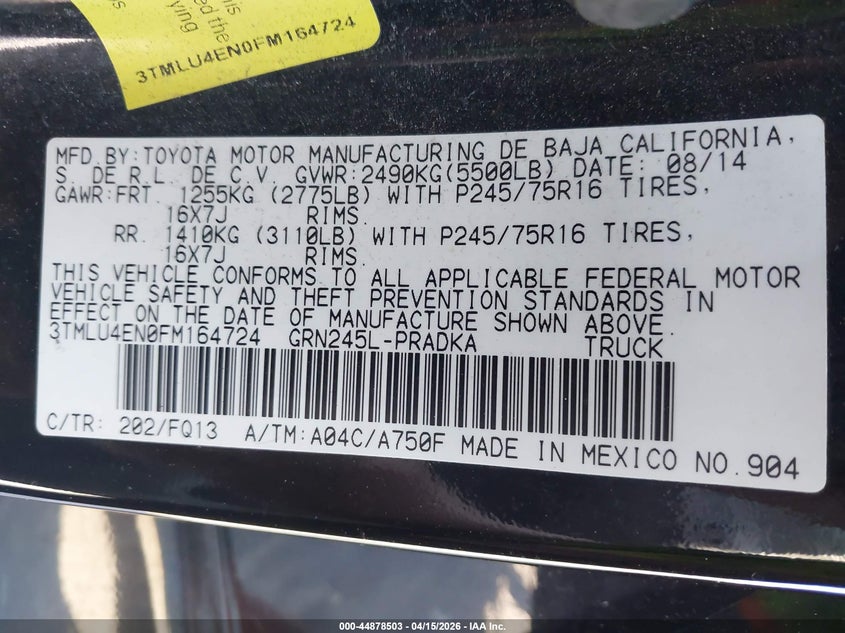 his
ed the
ving
3TMLU4EN0FM164724
MFD.BY:TOYOTA MOTOR MANUFACTURING DE BAJA CALIFORNIA,
S. DE R.L. DE C.V. GVWR:2490KG(5500LB) DATE: 08/14
GAWR:FRT. 1255KG (2775LB) WITH P245/75R16 TIRES,
16X7J RIMS.
RR. 1410KG (3110LB) WITH P245/75R16 TIRES,
16X7J RIMS.
THIS VEHICLE CONFORMS TO ALL APPLICABLE FEDERAL MOTOR
VEHICLE SAFETY AND THEFT PREVENTION STANDARDS IN
EFFECT ON THE DATE OF MANUFACTURE SHOWN ABOVE.
3TMLU4EN0FM164724 GRN245L-PRADKA TRUCK
C/TR: 202/FQ13 A/TM:A04C/A750F MADE IN MEXICO NO.904
000-44878503 - 04/15/2026 - IAA Inc.